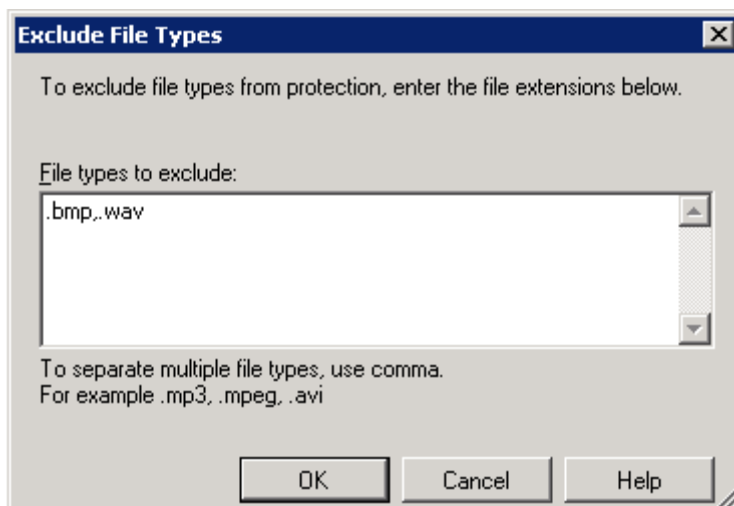 Exclude File Types
To exclude file types from protection, enter the file extensions below.
File types to exclude:
.bmp,.wav
To separate multiple file types, use comma.
For example .mp3, .mpeg, .avi
OK Cancel Help